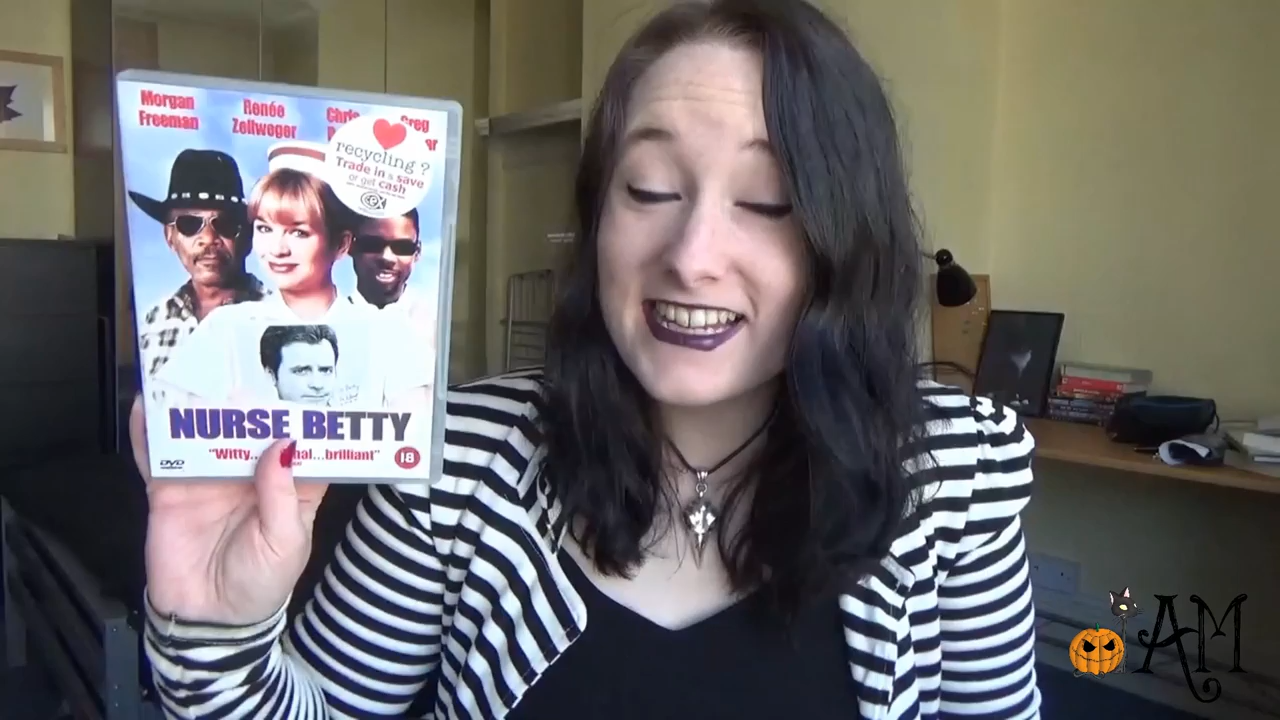 Morgan
Freeman
Renée
Zellweger
Chris
Greg
recycling ?
Trade in & save
or get cash
CeX
NURSE BETTY
"Witty... ...brilliant"
DVD
18
AM